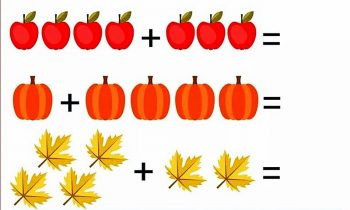 + =
+ =
+ =